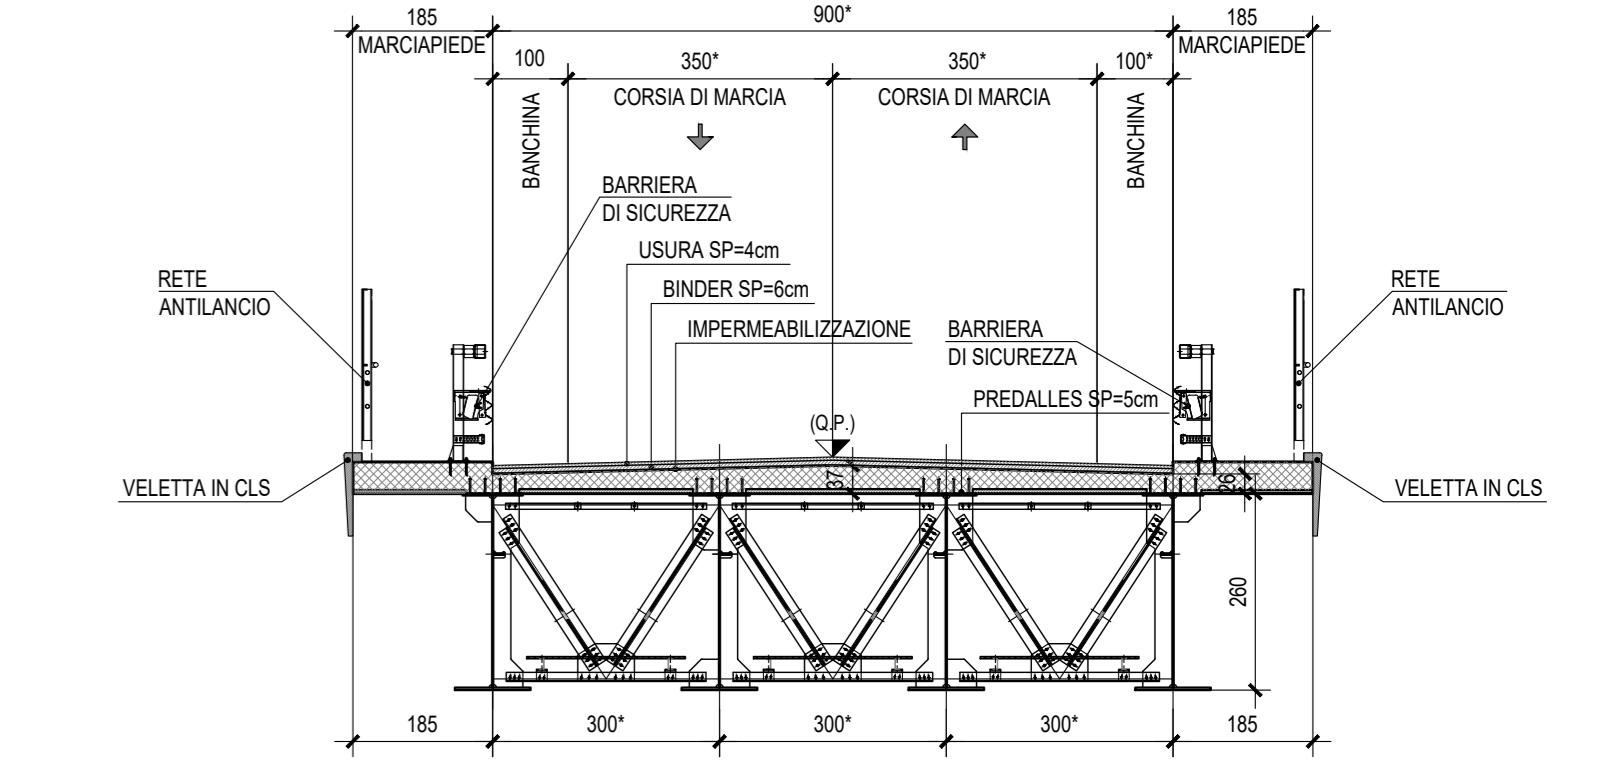 185
900*
185
MARCIAPIEDE
MARCIAPIEDE
100
350*
350*
100*
CORSIA DI MARCIA
CORSIA DI MARCIA
BANCHINA
BANCHINA
BARRIERA
DI SICUREZZA
USURA SP=4cm
RETE
ANTILANCIO
BINDER SP=6cm
IMPERMEABILIZZAZIONE
BARRIERA
DI SICUREZZA
RETE
ANTILANCIO
PREDALLES SP=5cm
(Q.P.)
37
26
VELETTA IN CLS
VELETTA IN CLS
260
185
300*
300*
300*
185